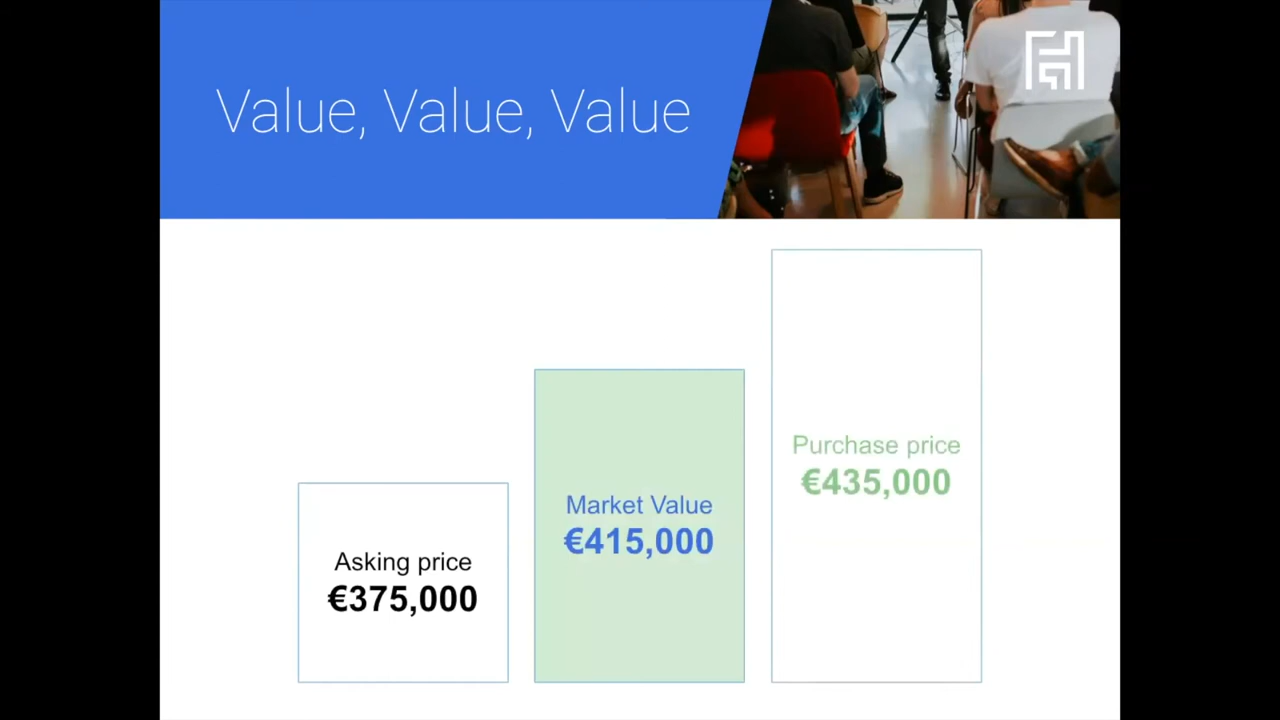 Value, Value, Value
Purchase price
€435,000
Market Value
€415,000
Asking price
€375,000